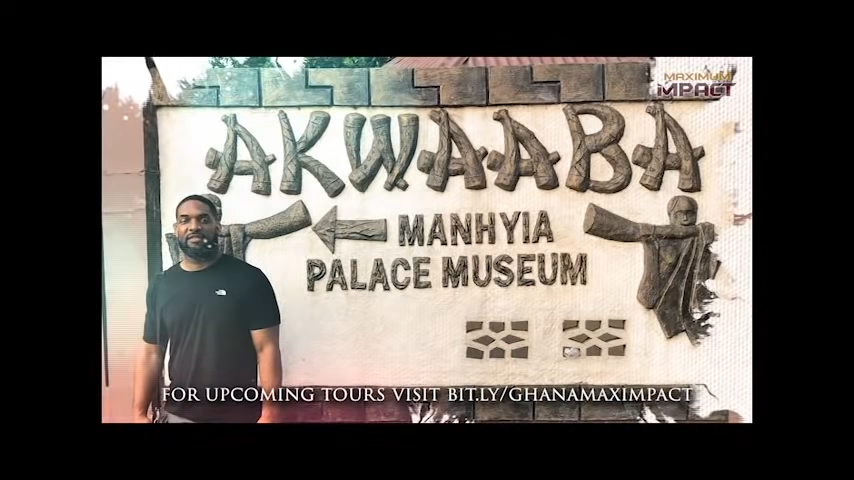 MAXIMUM
IMPACT
AKWAABA
MANHYIA
PALACE MUSEUM
FOR UPCOMING TOURS VISIT BIT.LY/GHANAMAXIMPACT